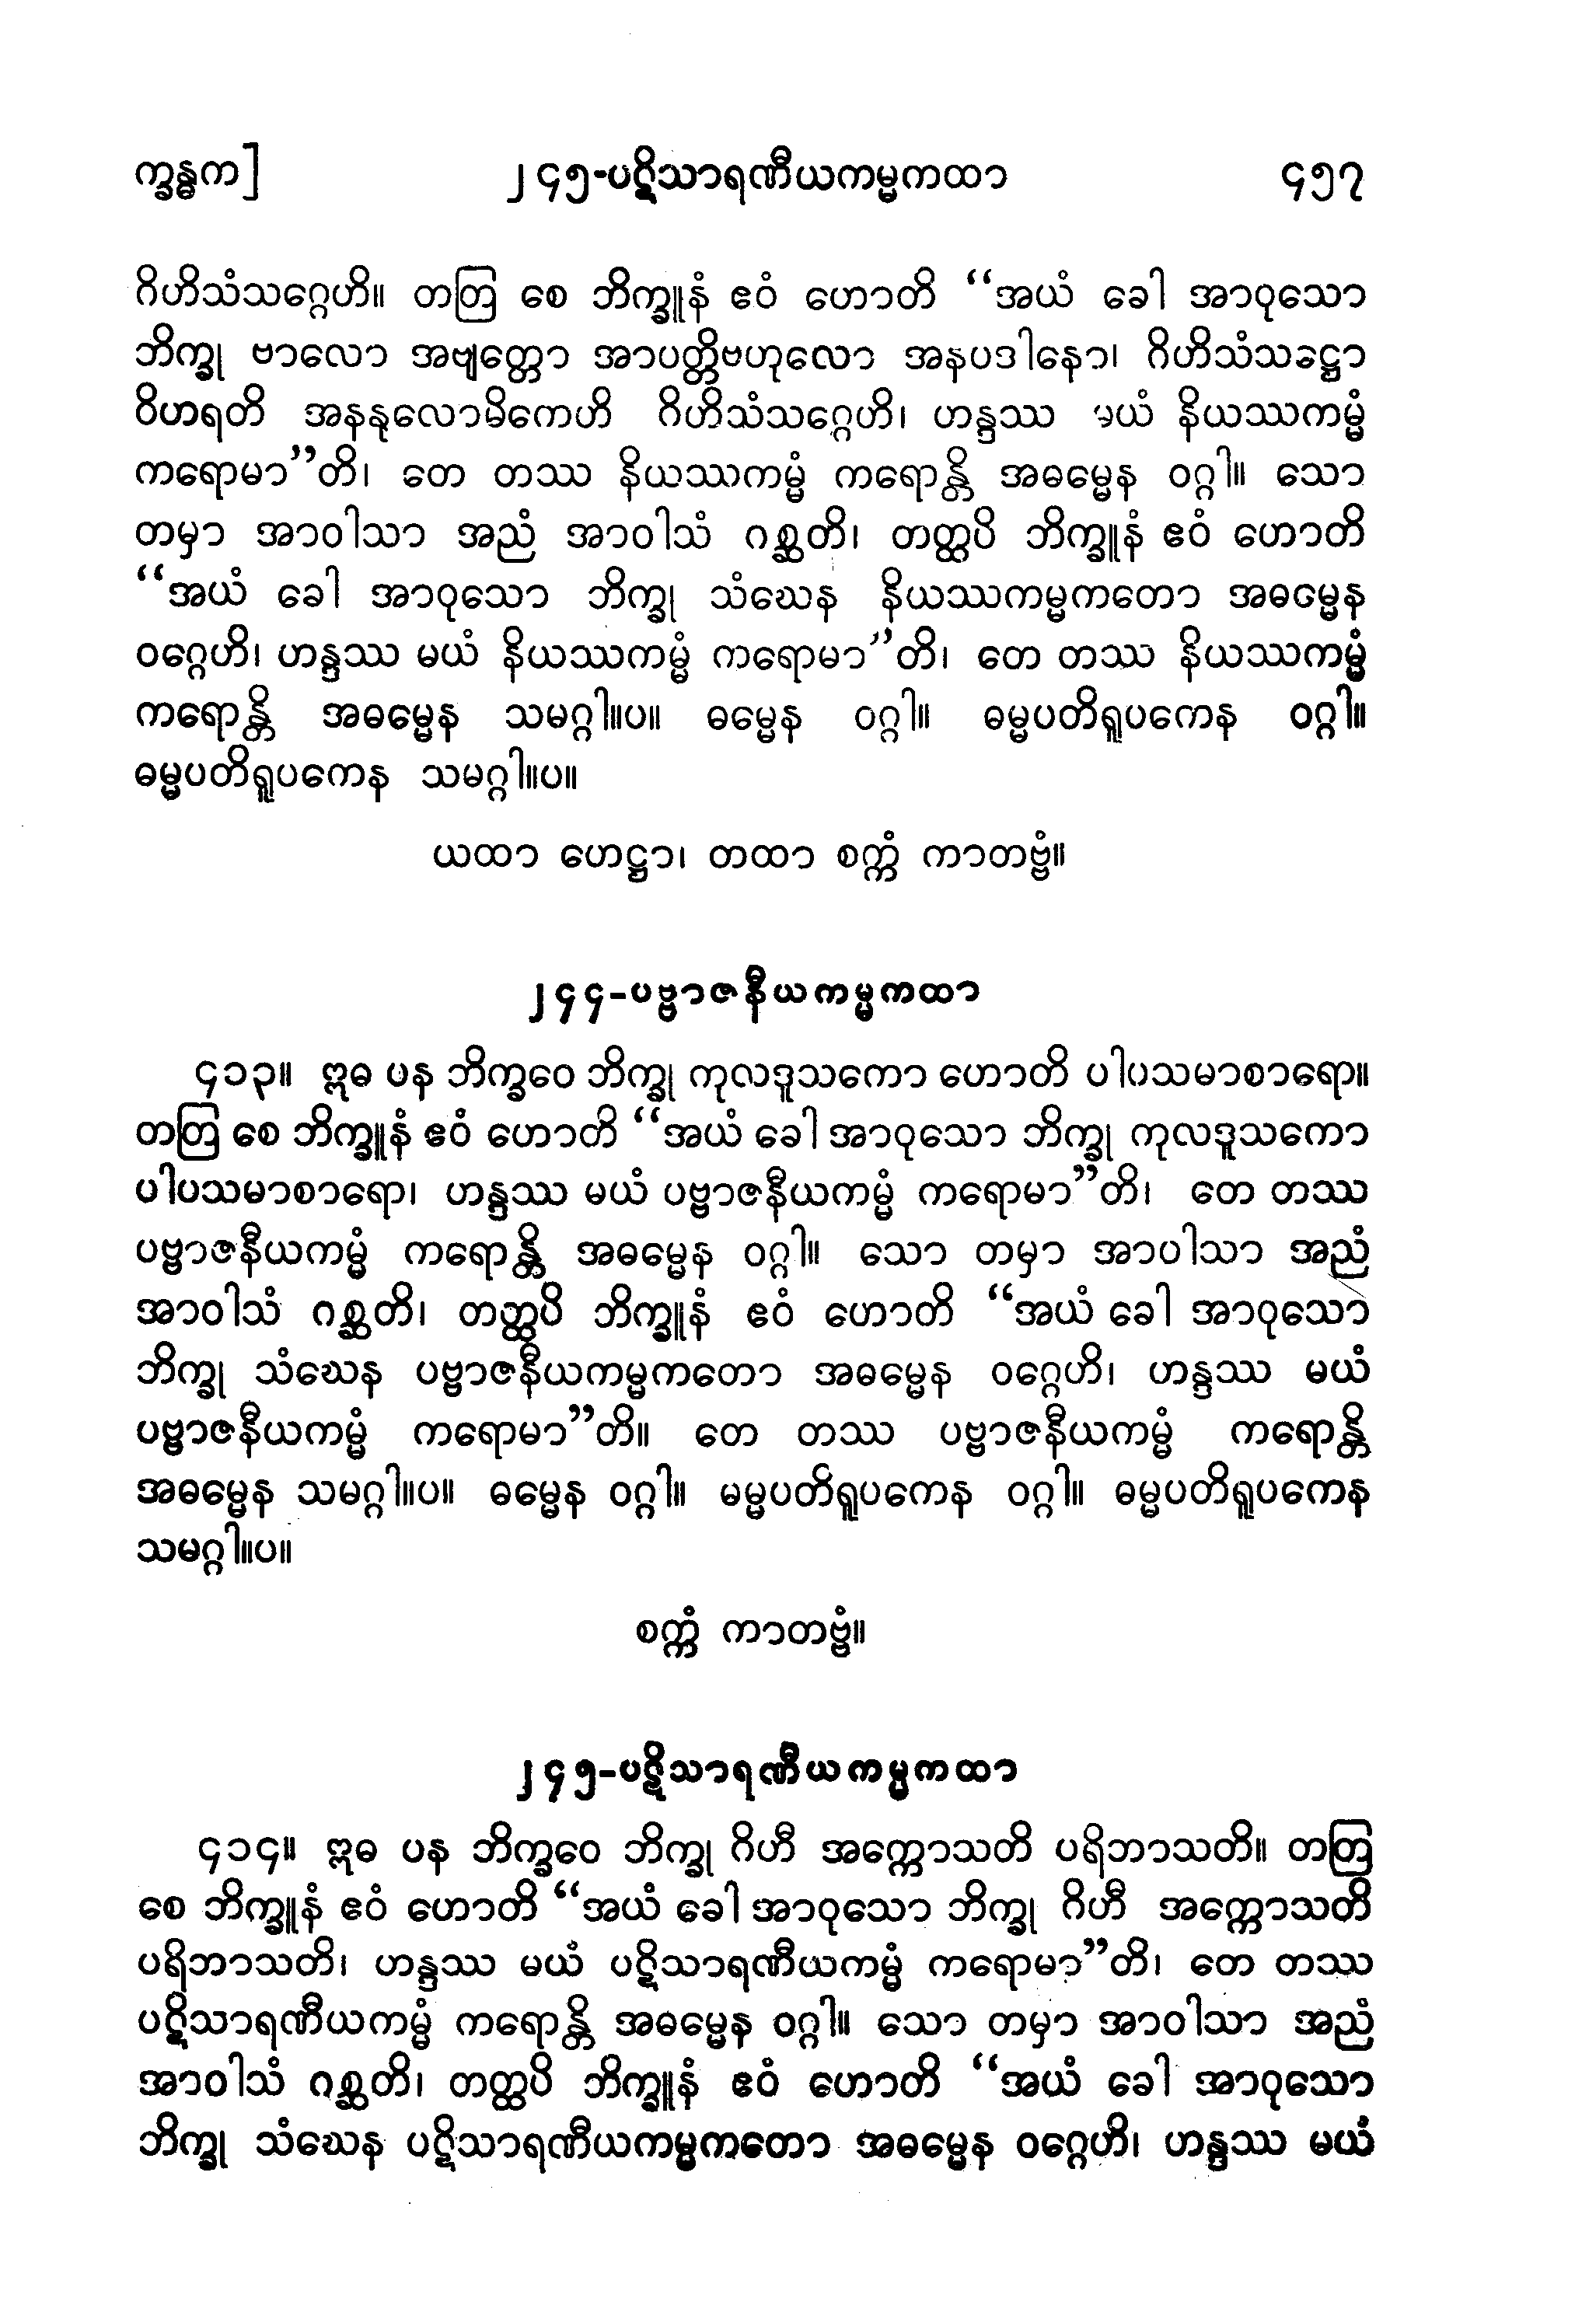 က္ခန္ဓက] ၂၄၅-ပဋိသာရဏီယကမ္မကထာ ၄၅၇
ဂိဟိသံသဂ္ဂေဟိ။ တတြ စေ ဘိက္ခူနံ ဧဝံ ဟောတိ “အယံ ခေါ အာဝုသော
ဘိက္ခု ဗာလော အဗျတ္တော အာပတ္တိဗဟုလော အနပဒါနော၊ ဂိဟိသံသဋ္ဌော
ဝိဟရတိ အနနုလောမိကေဟိ ဂိဟိသံသဂ္ဂေဟိ၊ ဟန္ဒဿ မယံ နိယဿကမ္မံ
ကရောမာ”တိ၊ တေ တဿ နိယဿကမ္မံ ကရောန္တိ အဓမ္မေန ဝဂ္ဂါ။ သော
တမှာ အာဝါသာ အညံ အာဝါသံ ဂစ္ဆတိ၊ တတ္ထပိ ဘိက္ခူနံ ဧဝံ ဟောတိ
“အယံ ခေါ အာဝုသော ဘိက္ခု သံဃေန နိယဿကမ္မကတော အဓမ္မေန
ဝဂ္ဂေဟိ၊ ဟန္ဒဿ မယံ နိယဿကမ္မံ ကရောမာ”တိ၊ တေ တဿ နိယဿကမ္မံ
ကရောန္တိ အဓမ္မေန သမဂ္ဂါ။ပ။ ဓမ္မေန ဝဂ္ဂါ။ ဓမ္မပတိရူပကေန ဝဂ္ဂါ။
ဓမ္မပတိရူပကေန သမဂ္ဂါ။ပ။
ယထာ ဟေဋ္ဌာ၊ တထာ စက္ကံ ကာတဗ္ဗံ။
၂၄၄-ပဗ္ဗာဇနီယကမ္မကထာ
၄၁၃။ ဣဓ ပန ဘိက္ခဝေ ဘိက္ခု ကုလဒူသကော ဟောတိ ပါပသမာစာရော။
တတြ စေ ဘိက္ခူနံ ဧဝံ ဟောတိ “အယံ ခေါ အာဝုသော ဘိက္ခု ကုလဒူသကော
ပါပသမာစာရော၊ ဟန္ဒဿ မယံ ပဗ္ဗာဇနီယကမ္မံ ကရောမာ”တိ၊ တေ တဿ
ပဗ္ဗာဇနီယကမ္မံ ကရောန္တိ အဓမ္မေန ဝဂ္ဂါ။ သော တမှာ အာပါသာ အညံ
အာဝါသံ ဂစ္ဆတိ၊ တတ္ထပိ ဘိက္ခူနံ ဧဝံ ဟောတိ “အယံ ခေါ အာဝုသော
ဘိက္ခု သံဃေန ပဗ္ဗာဇနီယကမ္မကတော အဓမ္မေန ဝဂ္ဂေဟိ၊ ဟန္ဒဿ မယံ
ပဗ္ဗာဇနီယကမ္မံ ကရောမာ”တိ။ တေ တဿ ပဗ္ဗာဇနီယကမ္မံ ကရောန္တိ
အဓမ္မေန သမဂ္ဂါ။ပ။ ဓမ္မေန ဝဂ္ဂါ။ မမ္မပတိရူပကေန ဝဂ္ဂါ။ ဓမ္မပတိရူပကေန
သမဂ္ဂါ။ပ။
စက္ကံ ကာတဗ္ဗံ။
၂၄၅-ပဋိသာရဏီယကမ္မကထာ
၄၁၄။ ဣဓ ပန ဘိက္ခဝေ ဘိက္ခု ဂိဟီ အက္ကောသတိ ပရိဘာသတိ။ တတြ
စေ ဘိက္ခူနံ ဧဝံ ဟောတိ “အယံ ခေါ အာဝုသော ဘိက္ခု ဂိဟီ အက္ကောသတိ
ပရိဘာသတိ၊ ဟန္ဒဿ မယံ ပဋိသာရဏီယကမ္မံ ကရောမာ”တိ၊ တေ တဿ
ပဋိသာရဏီယကမ္မံ ကရောန္တိ အဓမ္မေန ဝဂ္ဂါ။ သော တမှာ အာဝါသာ အညံ
အာဝါသံ ဂစ္ဆတိ၊ တတ္ထပိ ဘိက္ခူနံ ဧဝံ ဟောတိ “အယံ ခေါ အာဝုသော
ဘိက္ခု သံဃေန ပဋိသာရဏီယကမ္မကတော အဓမ္မေန ဝဂ္ဂေဟိ၊ ဟန္ဒဿ မယံ